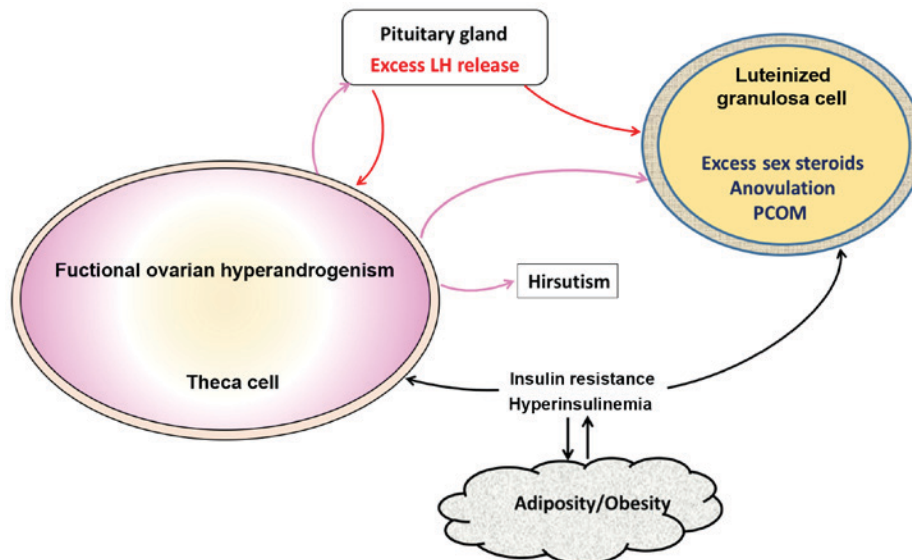 Pituitary gland
Excess LH release
Luteinized
granulosa cell
Excess sex steroids
Anovulation
PCOM
Fuctional ovarian hyperandrogenism
Theca cell
Hirsutism
Insulin resistance
Hyperinsulinemia
Adiposity/Obesity